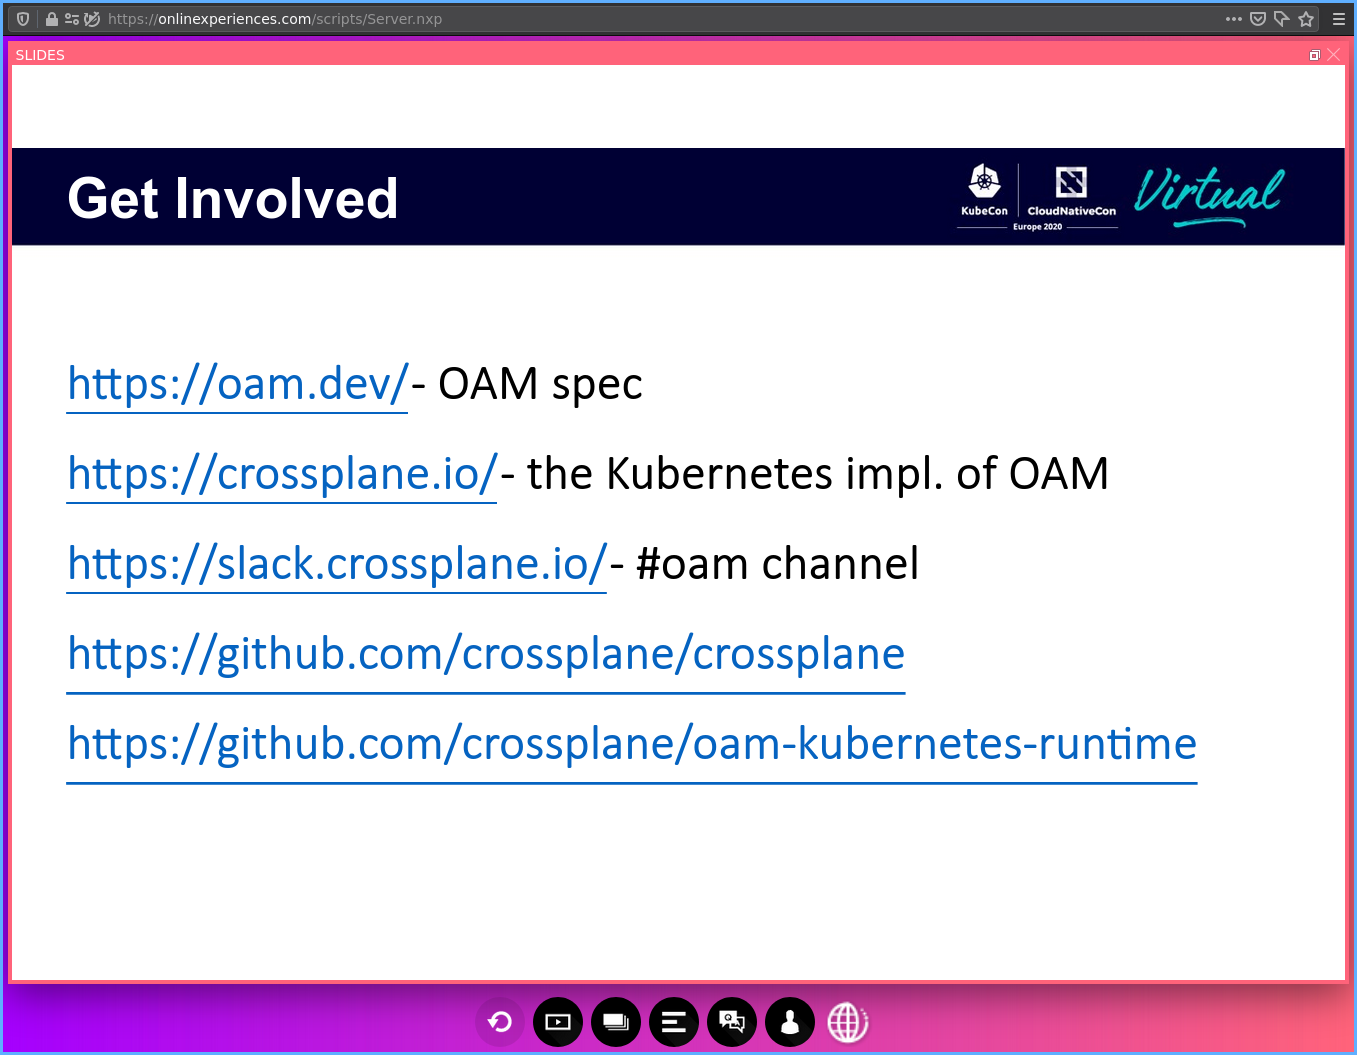 https://onlinexperiences.com/scripts/Server.nxp
SLIDES
Get Involved
KubeCon
CloudNativeCon
Europe 2020
Virtual
https://oam.dev/ - OAM spec
https://crossplane.io/ - the Kubernetes impl. of OAM
https://slack.crossplane.io/ - #oam channel
https://github.com/crossplane/crossplane
https://github.com/crossplane/oam-kubernetes-runtime